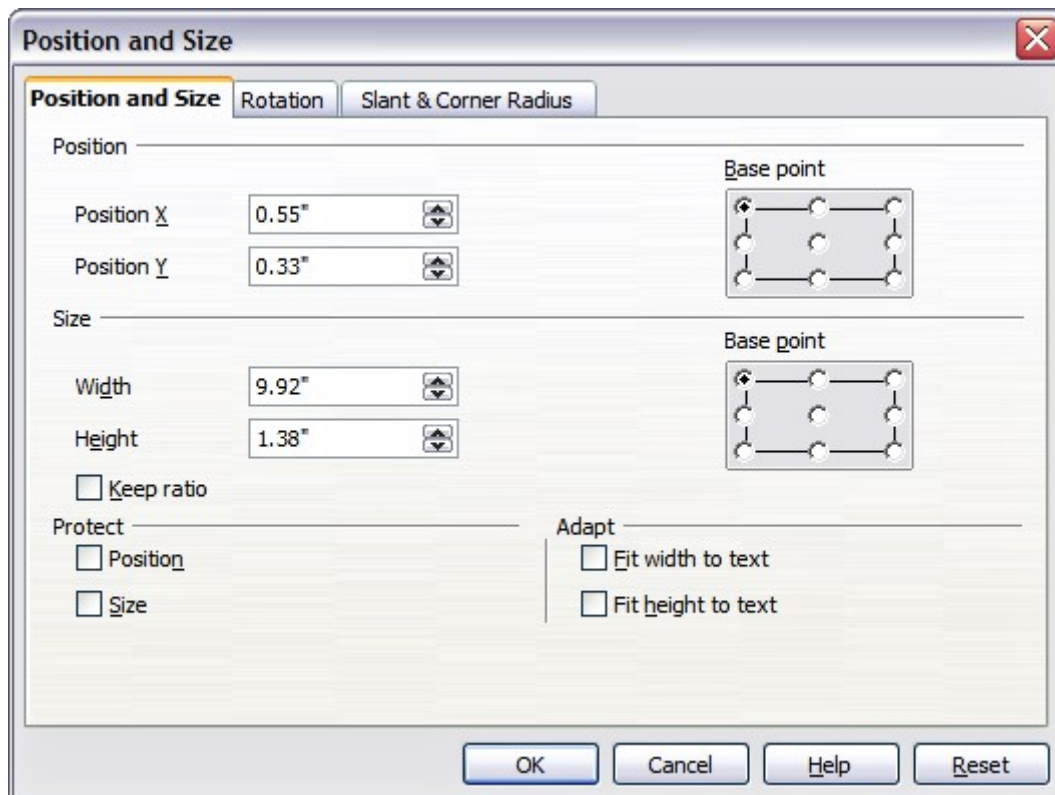 Position and Size
Position and Size Rotation Slant & Corner Radius
Position
Base point
Position X 0.55"
Position Y 0.33"
Size
Base point
Width 9.92"
Height 1.38"
Keep ratio
Protect Adapt
Position Fit width to text
Size Fit height to text
OK Cancel Help Reset